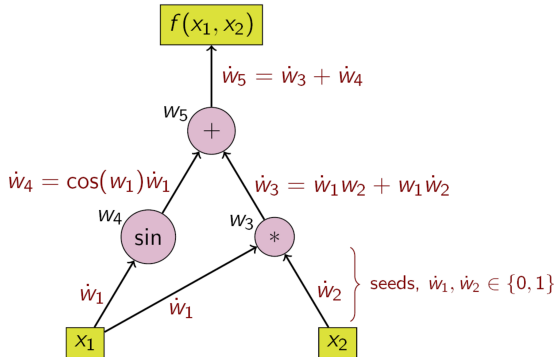 f(x₁, x₂)
ẇ₅ = ẇ₃ + ẇ₄
w₅
+
ẇ₄ = cos(w₁)ẇ₁
ẇ₃ = ẇ₁w₂ + w₁ẇ₂
w₄
sin
w₃
*
ẇ₁
ẇ₁
ẇ₂
seeds, ẇ₁, ẇ₂ ∈ {0, 1}
x₁
x₂